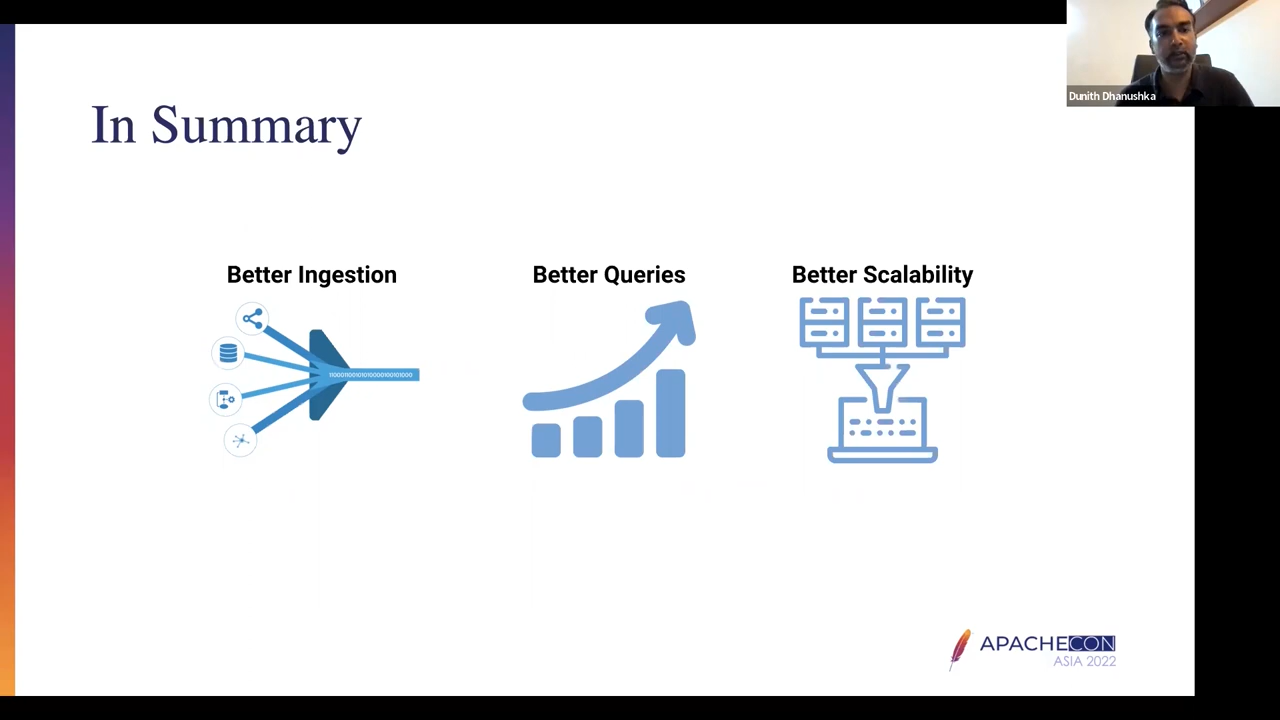 Dunith Dhanushka
In Summary
Better Ingestion
Better Queries
Better Scalability
APACHECON
ASIA 2022